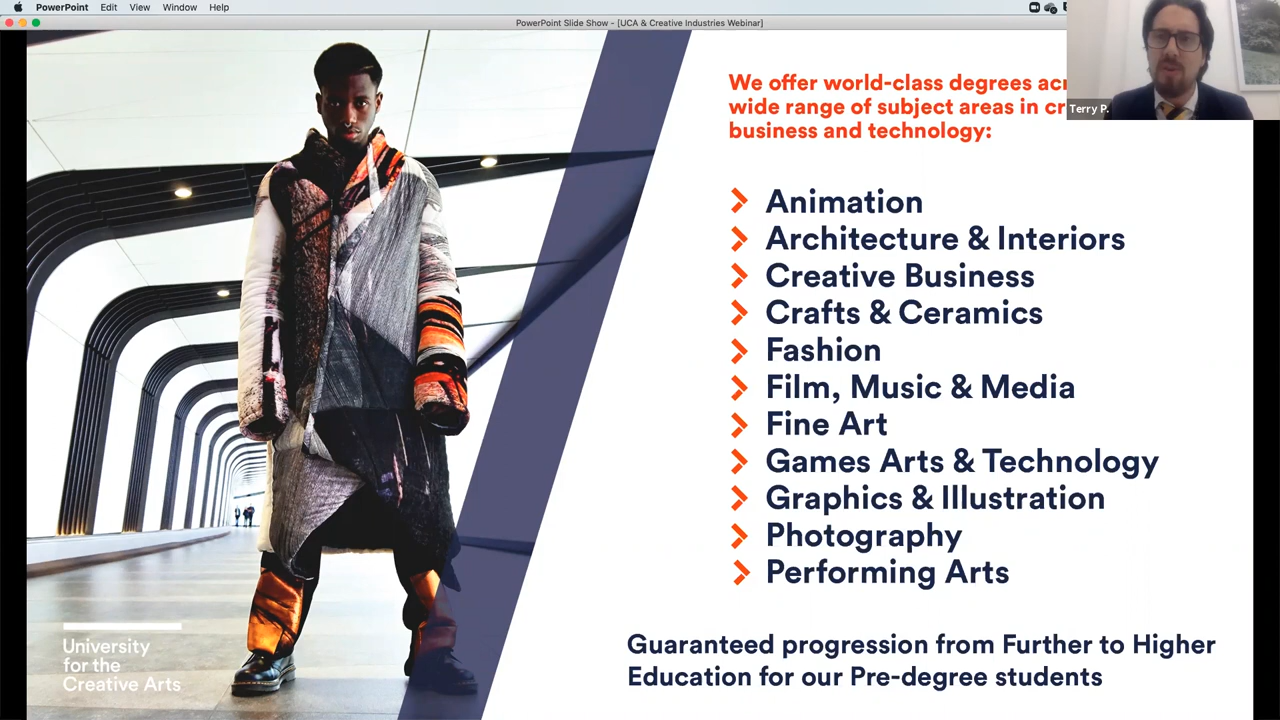 PowerPoint Edit View Window Help
PowerPoint Slide Show - [UCA & Creative Industries Webinar]
Terry P.
We offer world-class degrees
wide range of subject areas in
business and technology:
Animation
Architecture & Interiors
Creative Business
Crafts & Ceramics
Fashion
Film, Music & Media
Fine Art
Games Arts & Technology
Graphics & Illustration
Photography
Performing Arts
Guaranteed progression from Further to Higher
Education for our Pre-degree students
University
for the
Creative Arts